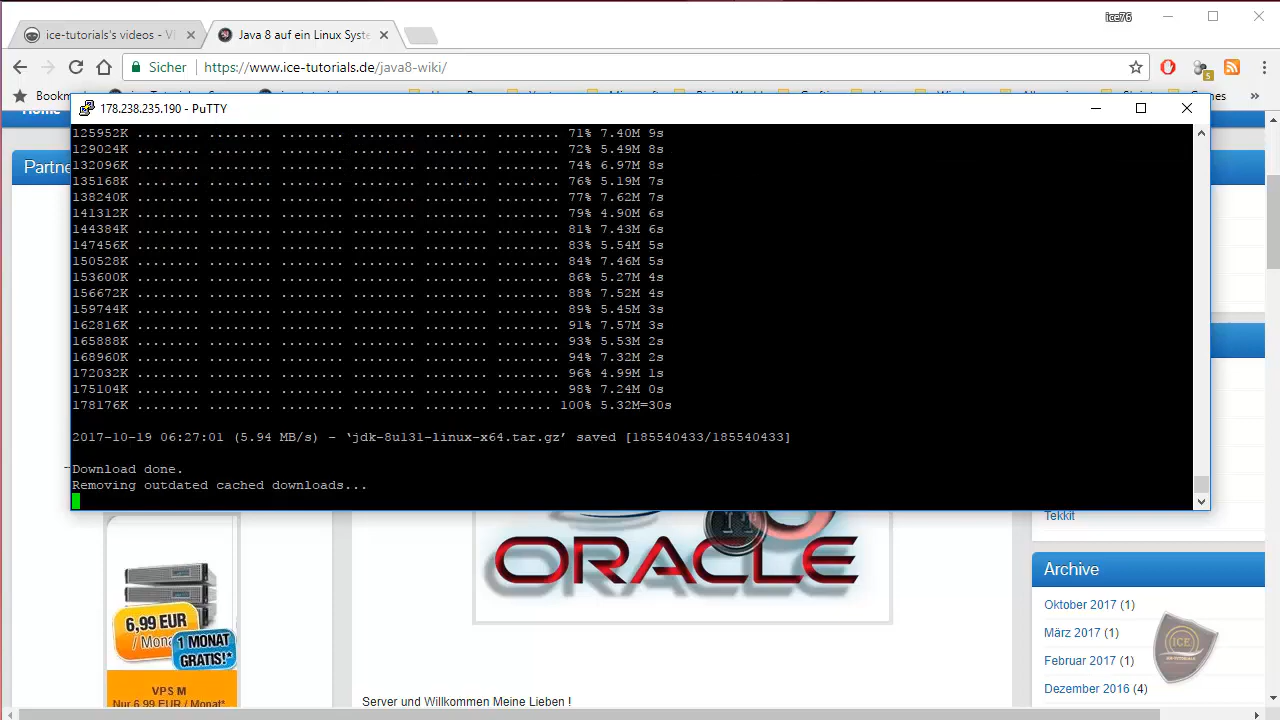 ice76
ice-tutorials's videos - V
Java 8 auf ein Linux Syste
Sicher
https://www.ice-tutorials.de/java8-wiki/
Bookm
178.238.235.190 - PuTTY
Partne
125952K ........ ........ ........ ........ ........ ........ 71% 7.40M 9s
129024K ........ ........ ........ ........ ........ ........ 72% 5.49M 8s
132096K ........ ........ ........ ........ ........ ........ 74% 6.97M 8s
135168K ........ ........ ........ ........ ........ ........ 76% 5.19M 7s
138240K ........ ........ ........ ........ ........ ........ 77% 7.62M 7s
141312K ........ ........ ........ ........ ........ ........ 79% 4.90M 6s
144384K ........ ........ ........ ........ ........ ........ 81% 7.43M 6s
147456K ........ ........ ........ ........ ........ ........ 83% 5.54M 5s
150528K ........ ........ ........ ........ ........ ........ 84% 7.46M 5s
153600K ........ ........ ........ ........ ........ ........ 86% 5.27M 4s
156672K ........ ........ ........ ........ ........ ........ 88% 7.52M 4s
159744K ........ ........ ........ ........ ........ ........ 89% 5.45M 3s
162816K ........ ........ ........ ........ ........ ........ 91% 7.57M 3s
165888K ........ ........ ........ ........ ........ ........ 93% 5.53M 2s
168960K ........ ........ ........ ........ ........ ........ 94% 7.32M 2s
172032K ........ ........ ........ ........ ........ ........ 96% 4.99M 1s
175104K ........ ........ ........ ........ ........ ........ 98% 7.24M 0s
178176K ........ ........ ........ ........ ........ ....... 100% 5.32M=30s
2017-10-19 06:27:01 (5.94 MB/s) - ‘jdk-8u131-linux-x64.tar.gz’ saved [185540433/185540433]
Download done.
Removing outdated cached downloads...
Tekkit
ORACLE
Archive
Oktober 2017 (1)
März 2017 (1)
Februar 2017 (1)
Dezember 2016 (4)
ICE
6,99 EUR
/ Monat*
1 MONAT
GRATIS!*
VPS M
Nur 6,99 EUR / Monat*
Server und Willkommen Meine Lieben !